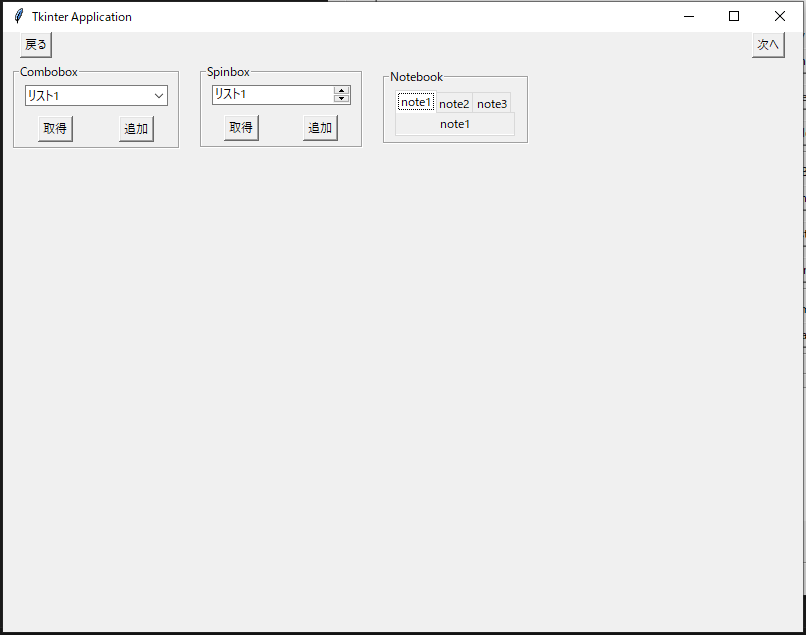 Tkinter Application
戻る
次へ
Combobox
リスト1
取得
追加
Spinbox
リスト1
取得
追加
Notebook
note1 note2 note3
note1